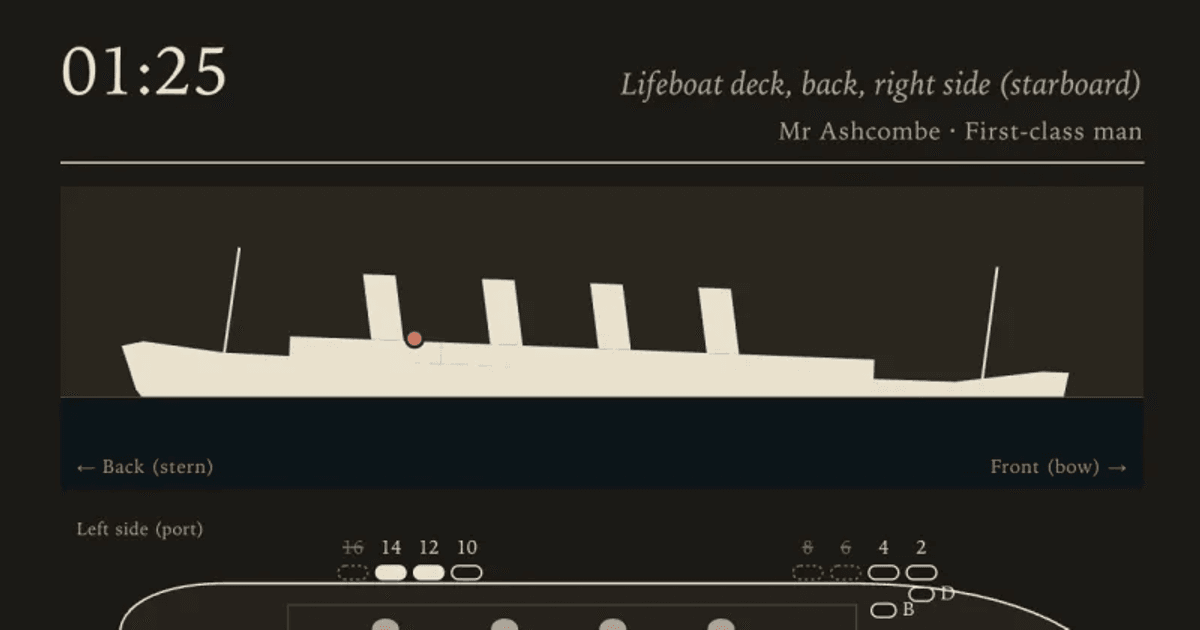 01:25
Lifeboat deck, back, right side (starboard)
Mr Ashcombe · First-class man
← Back (stern)
Front (bow) →
Left side (port)
16 14 12 10 8 6 4 2
D
B